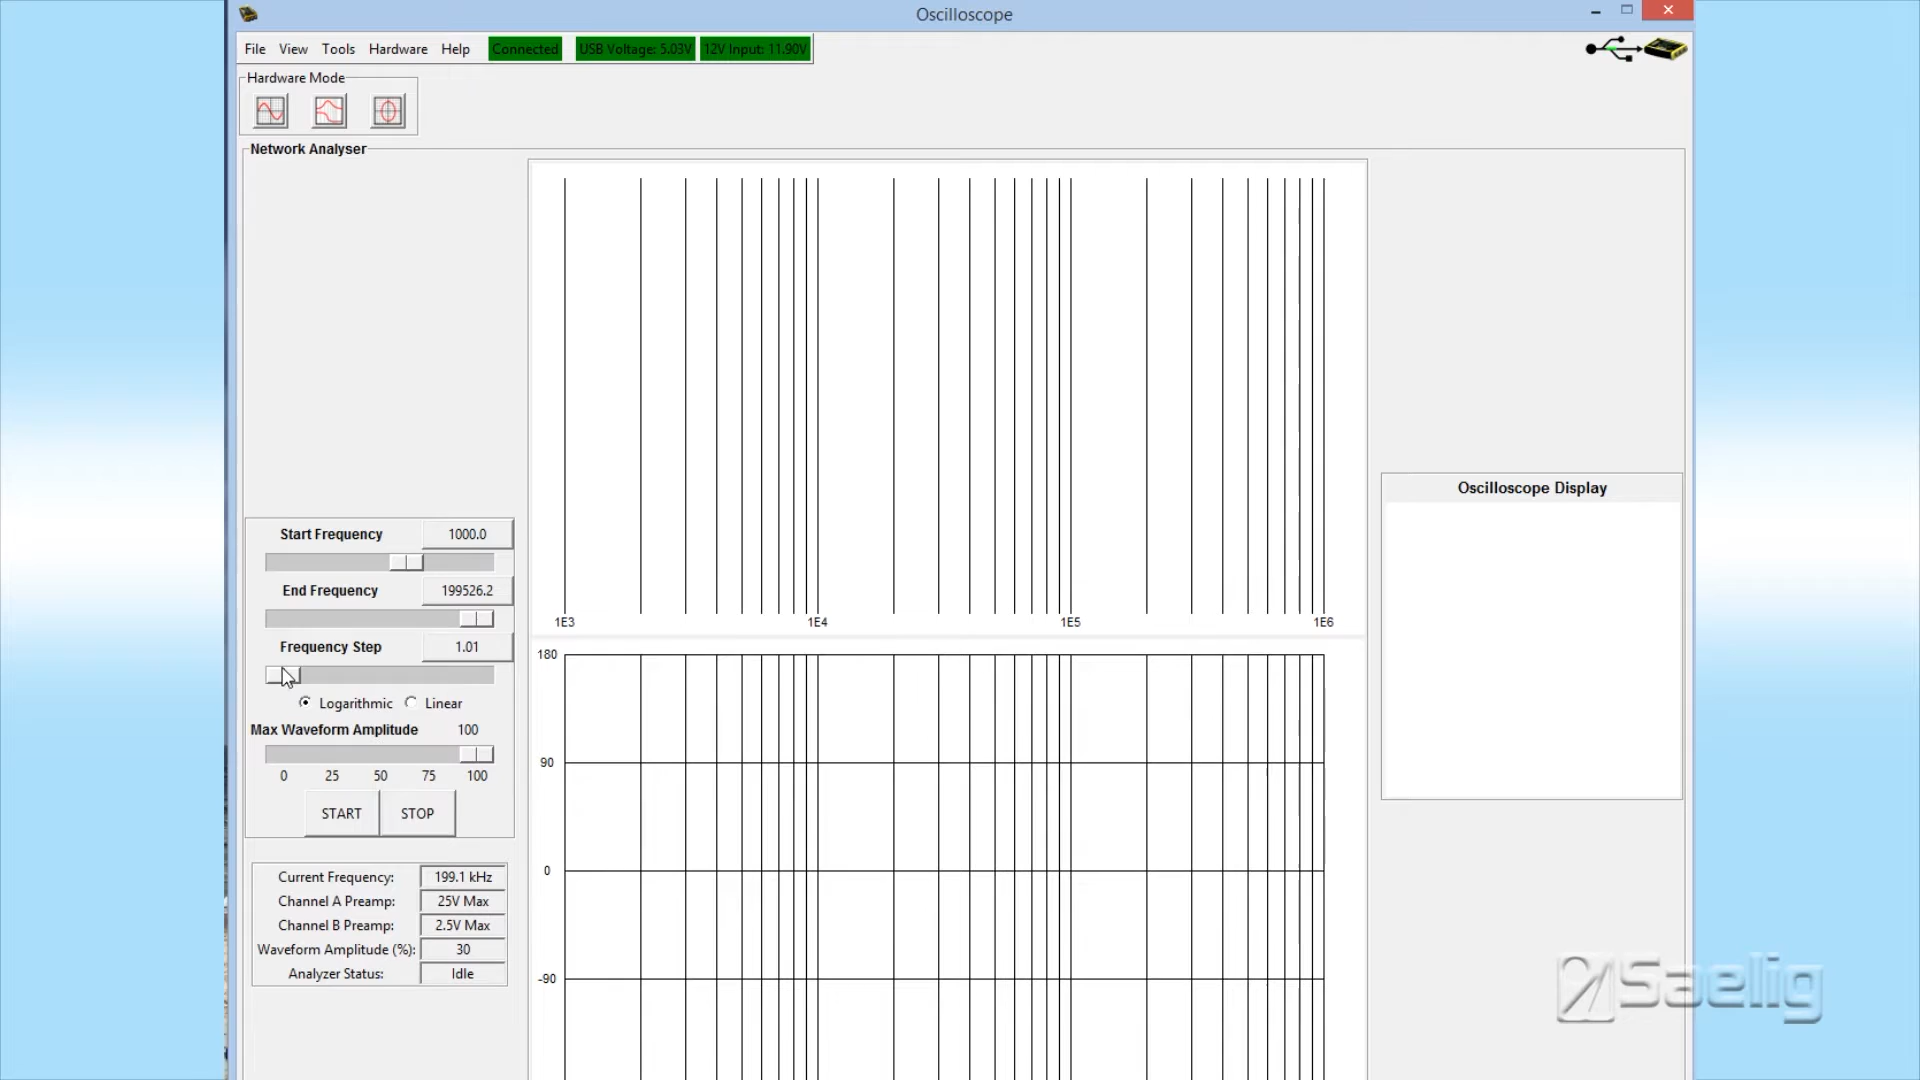 Oscilloscope
File View Tools Hardware Help Connected USB Voltage: 5.03V 12V Input: 11.90V
Hardware Mode
Network Analyser
1E3 1E4 1E5 1E6
180
90
0
-90
Start Frequency 1000.0
End Frequency 199526.2
Frequency Step 1.01
Logarithmic Linear
Max Waveform Amplitude 100
0 25 50 75 100
START STOP
Current Frequency: 199.1 kHz
Channel A Preamp: 25V Max
Channel B Preamp: 2.5V Max
Waveform Amplitude (%): 30
Analyzer Status: Idle
Oscilloscope Display
Saelig